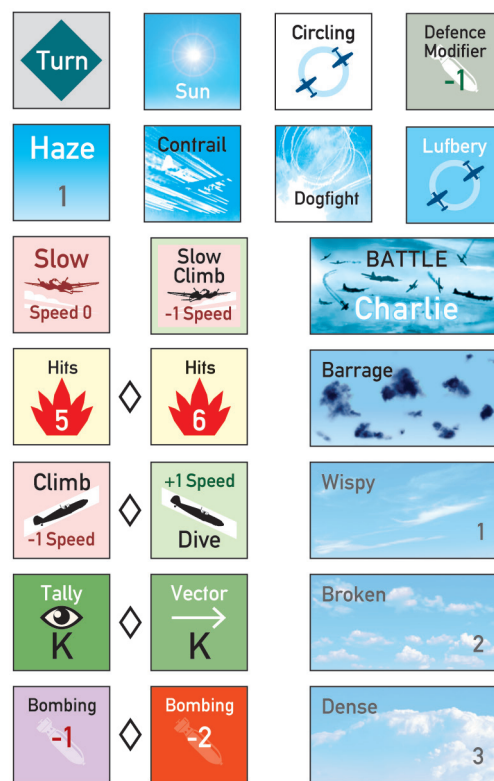 Turn
Sun
Circling
Defence
Modifier
-1
Haze
1
Contrail
Dogfight
Lufbery
Slow
Speed 0
Slow
Climb
-1 Speed
BATTLE
Charlie
Hits
5
Hits
6
Barrage
Climb
-1 Speed
+1 Speed
Dive
Wispy
1
Tally
K
Vector
K
Broken
2
Bombing
-1
Bombing
-2
Dense
3